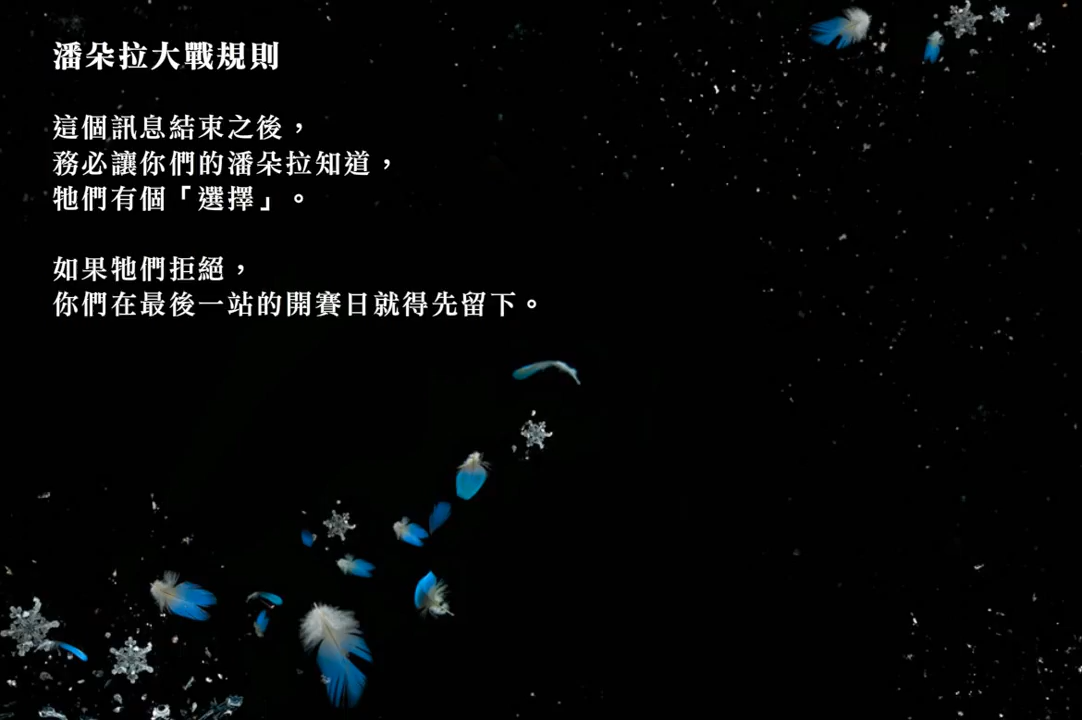 潘朵拉大戰規則
這個訊息結束之後，
務必讓你們的潘朵拉知道，
牠們有個「選擇」。
如果牠們拒絕，
你們在最後一站的開賽日就得先留下。